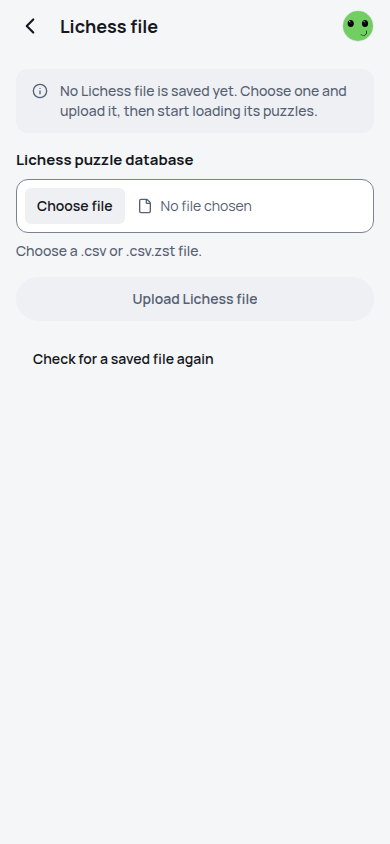 Lichess file
No Lichess file is saved yet. Choose one and
upload it, then start loading its puzzles.
Lichess puzzle database
Choose file
No file chosen
Choose a .csv or .csv.zst file.
Upload Lichess file
Check for a saved file again